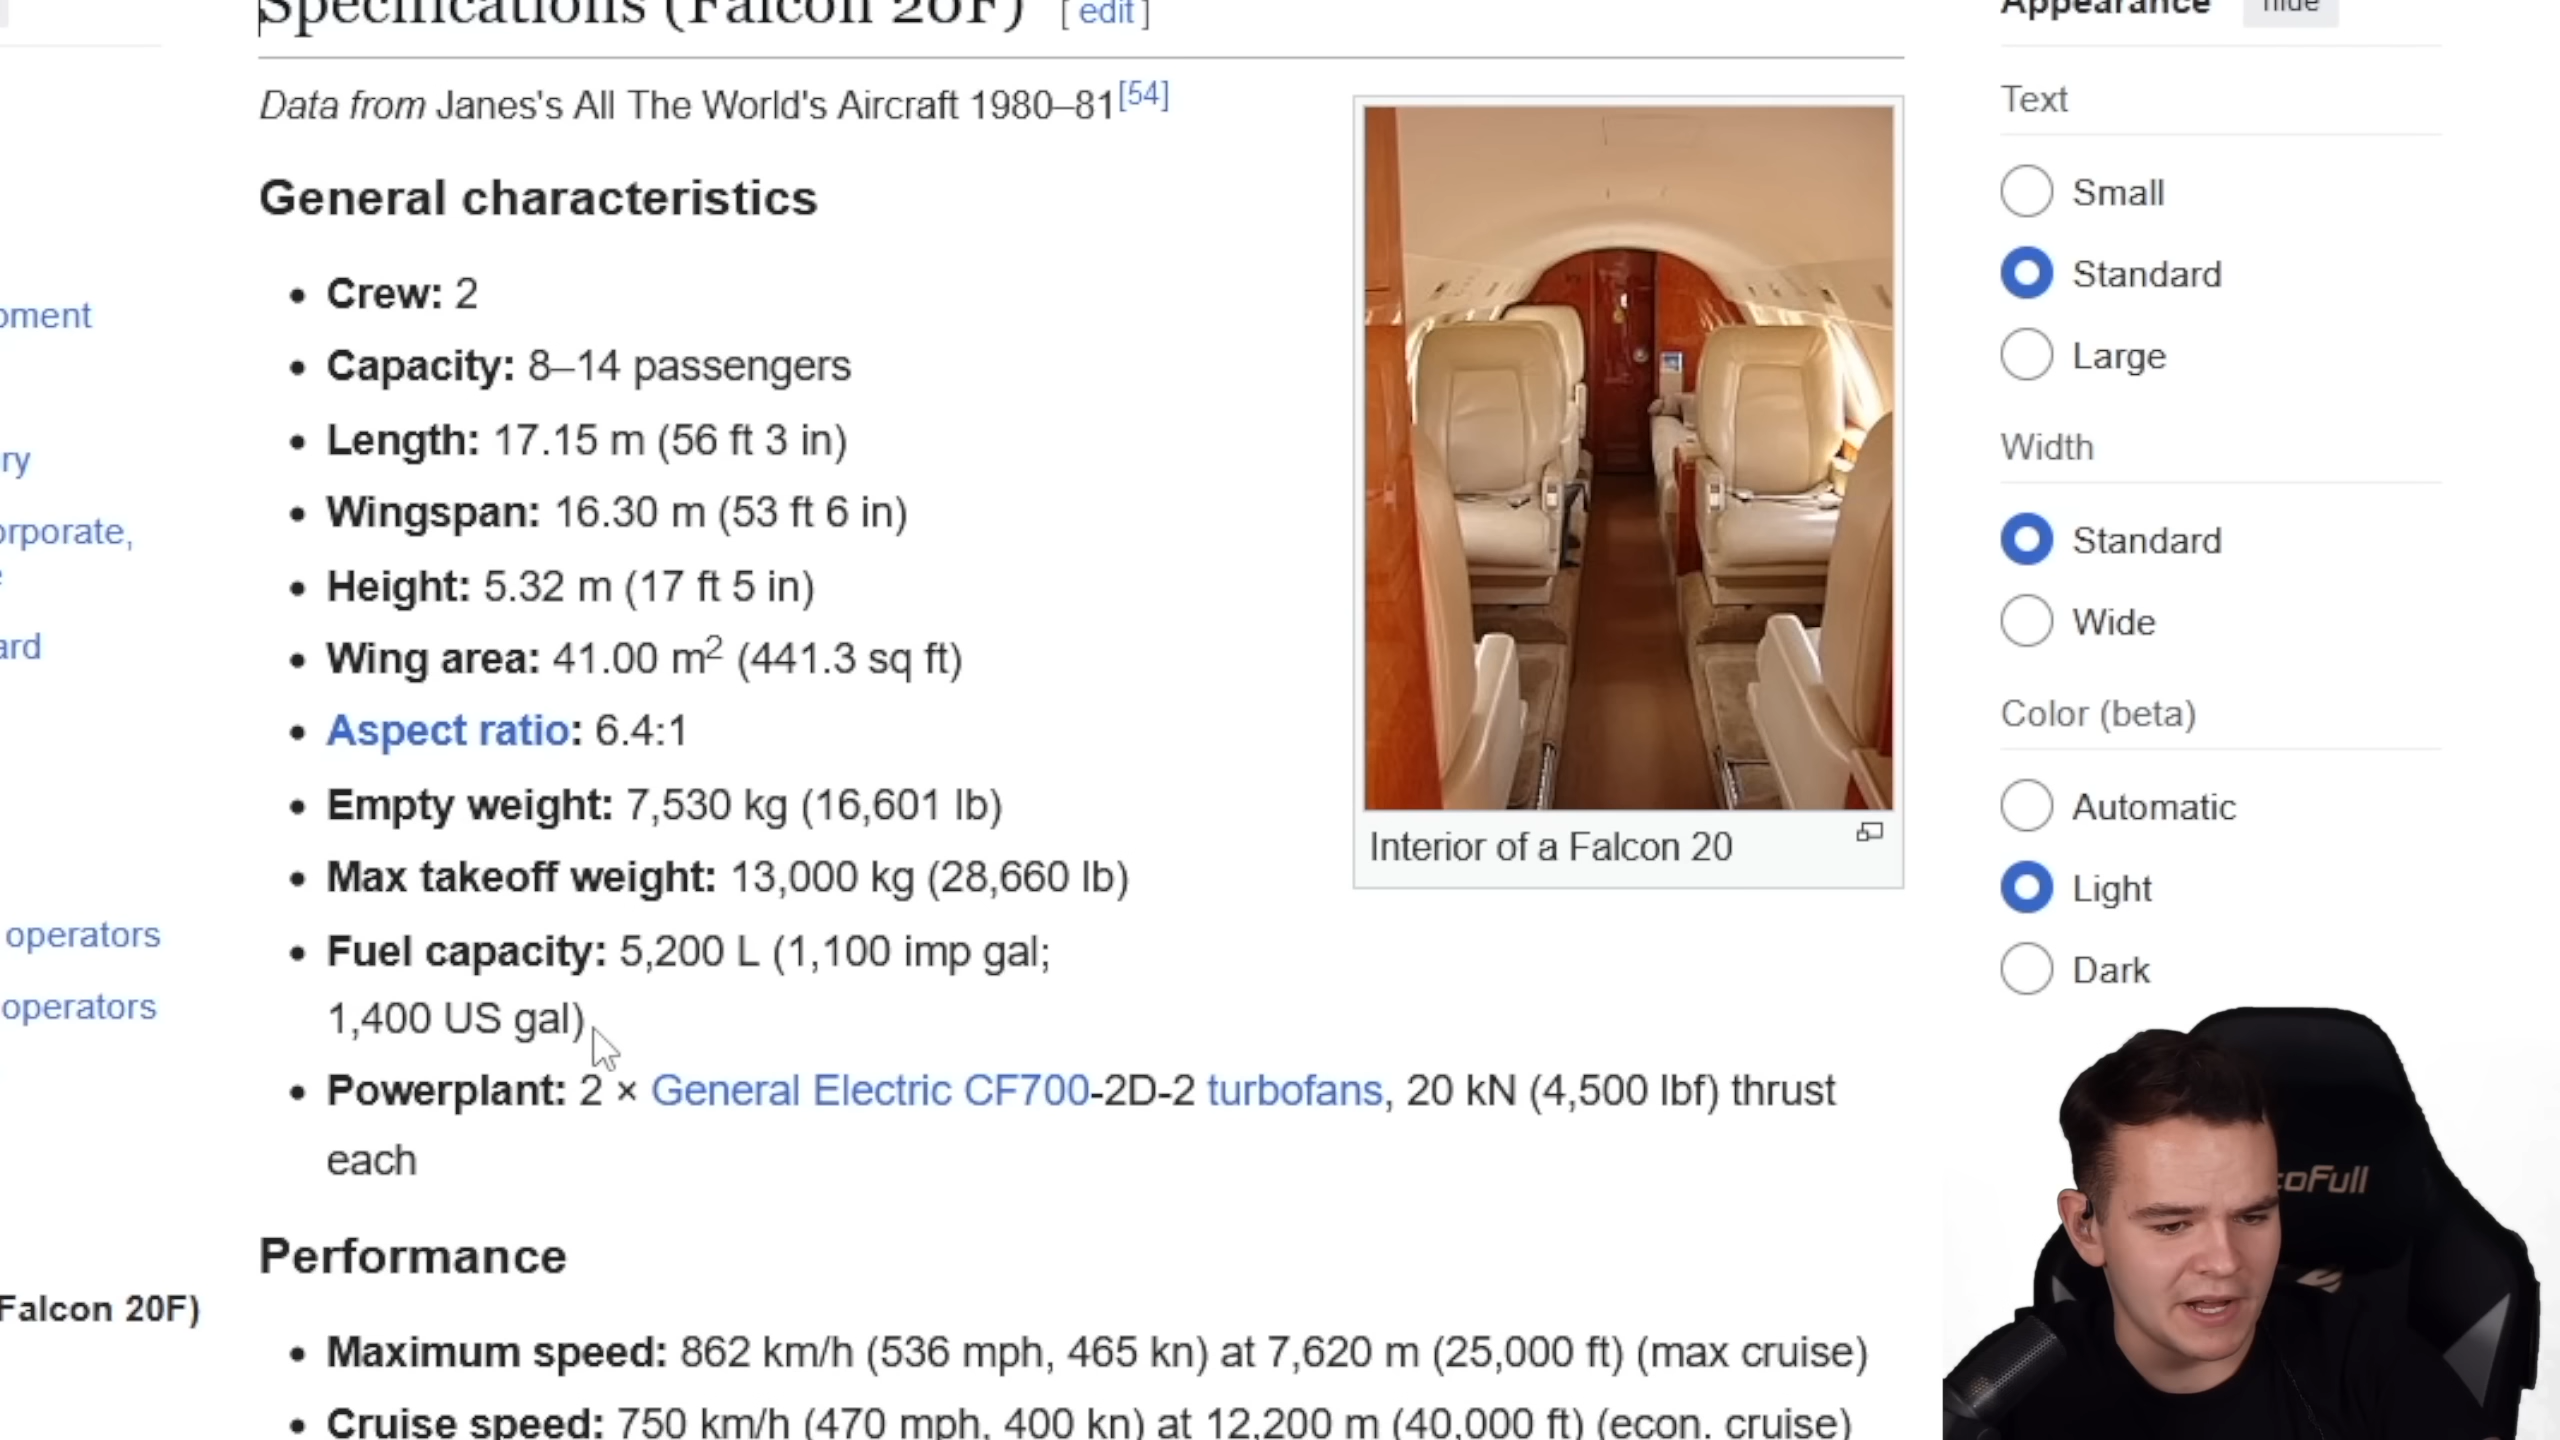 Specifications (Falcon 20F) [ edit ]
Data from Janes's All The World's Aircraft 1980–81[54]
General characteristics
• Crew: 2
• Capacity: 8–14 passengers
• Length: 17.15 m (56 ft 3 in)
• Wingspan: 16.30 m (53 ft 6 in)
• Height: 5.32 m (17 ft 5 in)
• Wing area: 41.00 m² (441.3 sq ft)
• Aspect ratio: 6.4:1
• Empty weight: 7,530 kg (16,601 lb)
• Max takeoff weight: 13,000 kg (28,660 lb)
• Fuel capacity: 5,200 L (1,100 imp gal;
1,400 US gal)
• Powerplant: 2 × General Electric CF700-2D-2 turbofans, 20 kN (4,500 lbf) thrust
each
Performance
• Maximum speed: 862 km/h (536 mph, 465 kn) at 7,620 m (25,000 ft) (max cruise)
• Cruise speed: 750 km/h (470 mph, 400 kn) at 12,200 m (40,000 ft) (econ. cruise)
Interior of a Falcon 20
oment
ry
orporate,
ard
operators
operators
Falcon 20F)
Appearance hide
Text
Small
Standard
Large
Width
Standard
Wide
Color (beta)
Automatic
Light
Dark
coFull